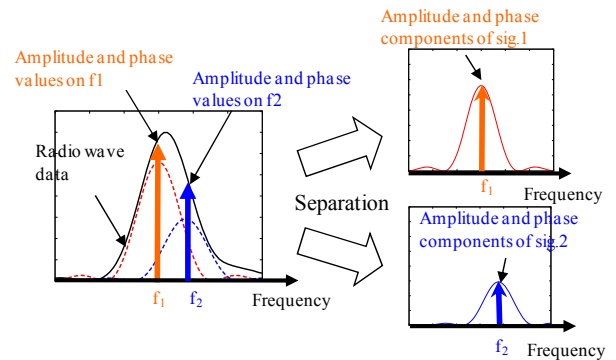 Amplitude and phase
values on f1
Amplitude and phase
values on f2
Radio wave
data
f1
f2
Frequency
Separation
Amplitude and phase
components of sig.1
f1
Frequency
Amplitude and phase
components of sig.2
f2
Frequency